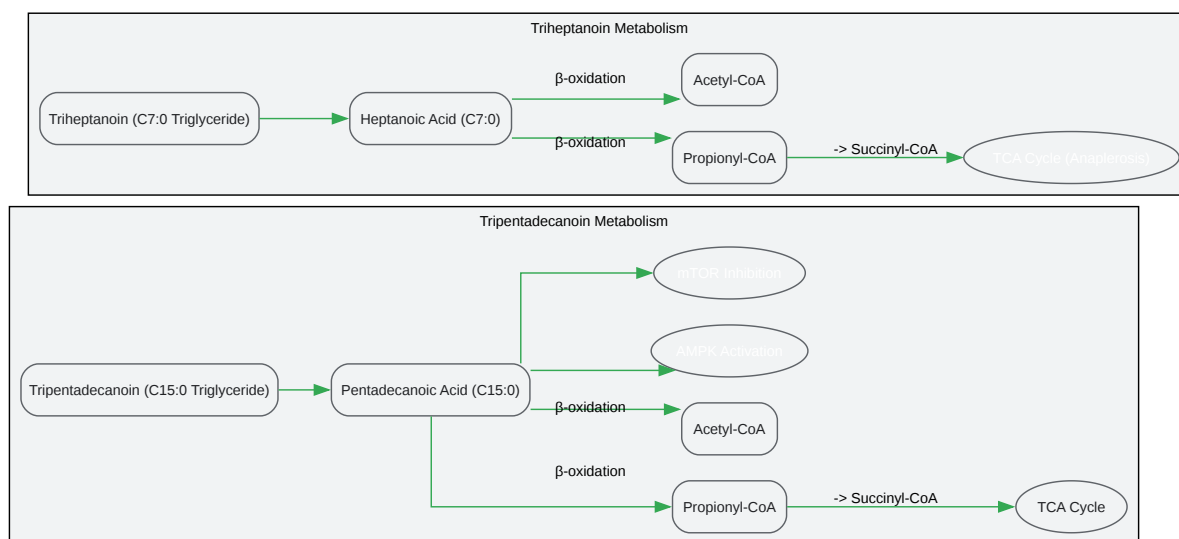 Triheptanoin Metabolism
Triheptanoin (C7:0 Triglyceride)
Heptanoic Acid (C7:0)
β-oxidation
β-oxidation
Acetyl-CoA
Propionyl-CoA
-> Succinyl-CoA
TCA Cycle (Anaplerosis)
Tripentadecanoin Metabolism
Tripentadecanoin (C15:0 Triglyceride)
Pentadecanoic Acid (C15:0)
mTOR Inhibition
AMPK Activation
β-oxidation
Acetyl-CoA
β-oxidation
Propionyl-CoA
-> Succinyl-CoA
TCA Cycle